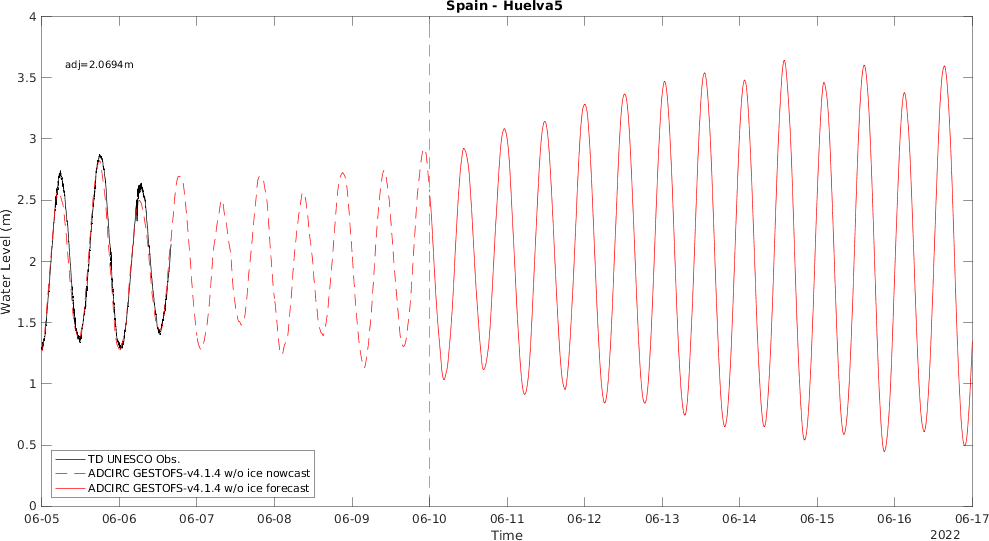 Spain - Huelva5
adj=2.0694m
Water Level (m)
4
3.5
3
2.5
2
1.5
1
0.5
0
TD UNESCO Obs.
ADCIRC GESTOFS-v4.1.4 w/o ice nowcast
ADCIRC GESTOFS-v4.1.4 w/o ice forecast
06-05 06-06 06-07 06-08 06-09 06-10 06-11 06-12 06-13 06-14 06-15 06-16 06-17
Time
2022